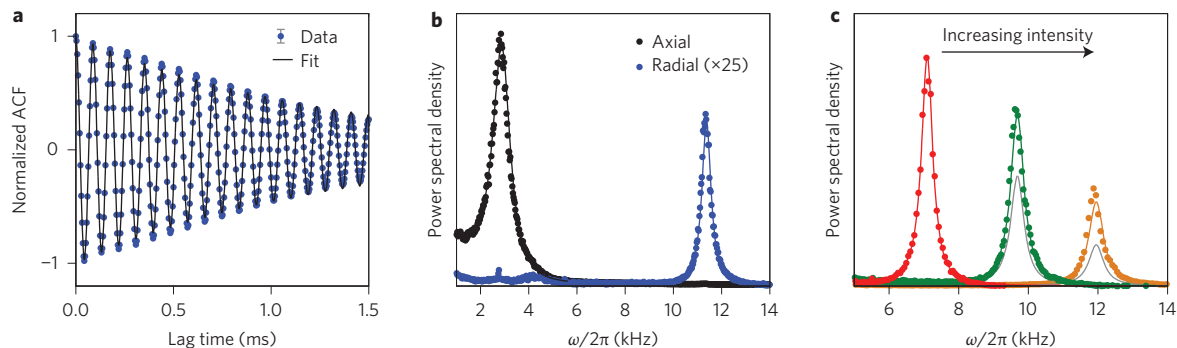 a
Data
Fit
Normalized ACF
1
0
−1
0.0 0.5 1.0 1.5
Lag time (ms)
b
Axial
Radial (×25)
Power spectral density
2 4 6 8 10 12 14
ω/2π (kHz)
c
Increasing intensity
Power spectral density
6 8 10 12 14
ω/2π (kHz)